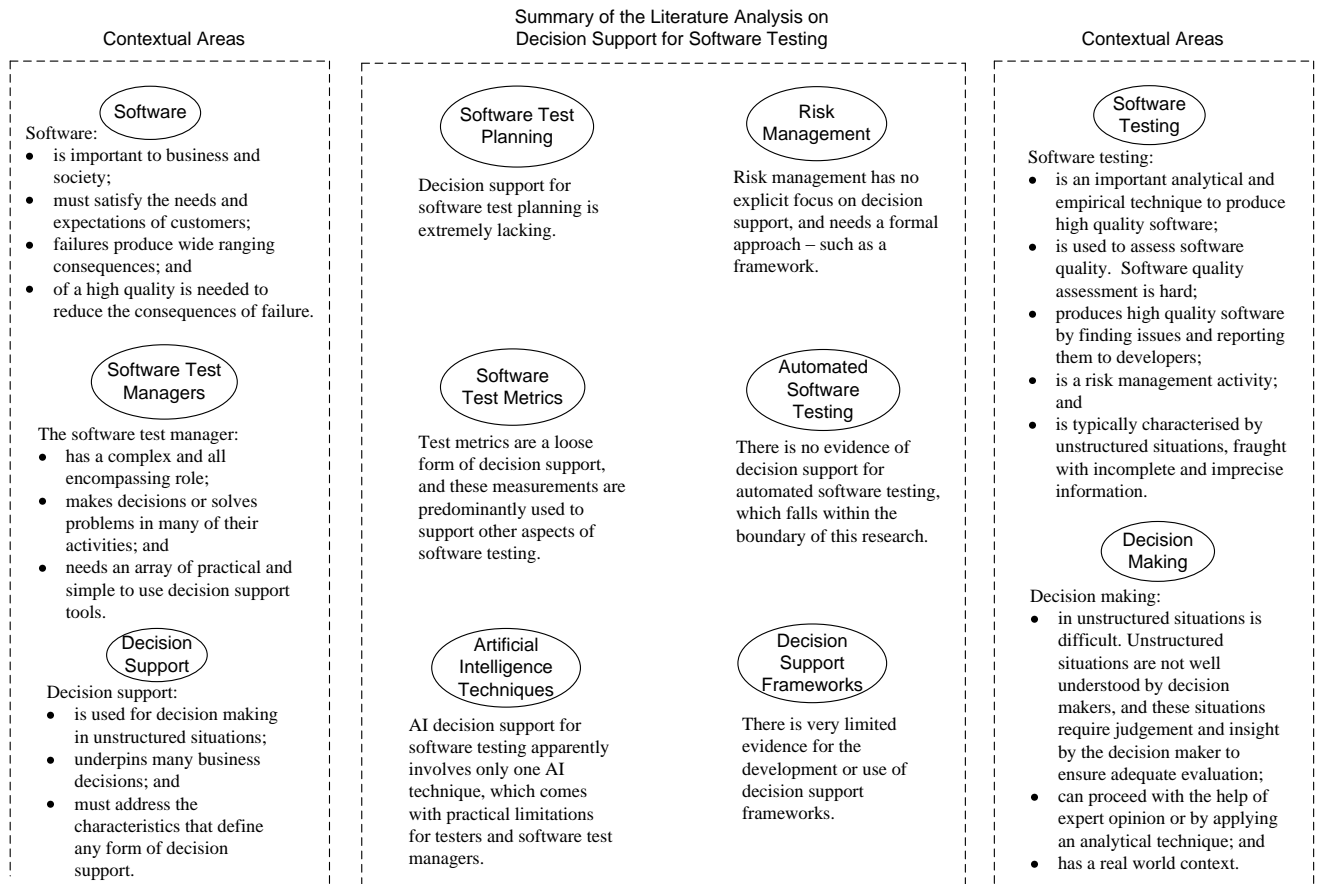 Contextual Areas
Software
Software:
• is important to business and
society;
• must satisfy the needs and
expectations of customers;
• failures produce wide ranging
consequences; and
• of a high quality is needed to
reduce the consequences of failure.
Software Test
Managers
The software test manager:
• has a complex and all
encompassing role;
• makes decisions or solves
problems in many of their
activities; and
• needs an array of practical and
simple to use decision support
tools.
Decision
Support
Decision support:
• is used for decision making
in unstructured situations;
• underpins many business
decisions; and
• must address the
characteristics that define
any form of decision
support.
Summary of the Literature Analysis on
Decision Support for Software Testing
Software Test
Planning
Decision support for
software test planning is
extremely lacking.
Risk
Management
Risk management has no
explicit focus on decision
support, and needs a formal
approach – such as a
framework.
Software
Test Metrics
Test metrics are a loose
form of decision support,
and these measurements are
predominantly used to
support other aspects of
software testing.
Automated
Software
Testing
There is no evidence of
decision support for
automated software testing,
which falls within the
boundary of this research.
Artificial
Intelligence
Techniques
AI decision support for
software testing apparently
involves only one AI
technique, which comes
with practical limitations
for testers and software test
managers.
Decision
Support
Frameworks
There is very limited
evidence for the
development or use of
decision support
frameworks.
Contextual Areas
Software
Testing
Software testing:
• is an important analytical and
empirical technique to produce
high quality software;
• is used to assess software
quality.  Software quality
assessment is hard;
• produces high quality software
by finding issues and reporting
them to developers;
• is a risk management activity;
and
• is typically characterised by
unstructured situations, fraught
with incomplete and imprecise
information.
Decision
Making
Decision making:
• in unstructured situations is
difficult. Unstructured
situations are not well
understood by decision
makers, and these situations
require judgement and insight
by the decision maker to
ensure adequate evaluation;
• can proceed with the help of
expert opinion or by applying
an analytical technique; and
• has a real world context.